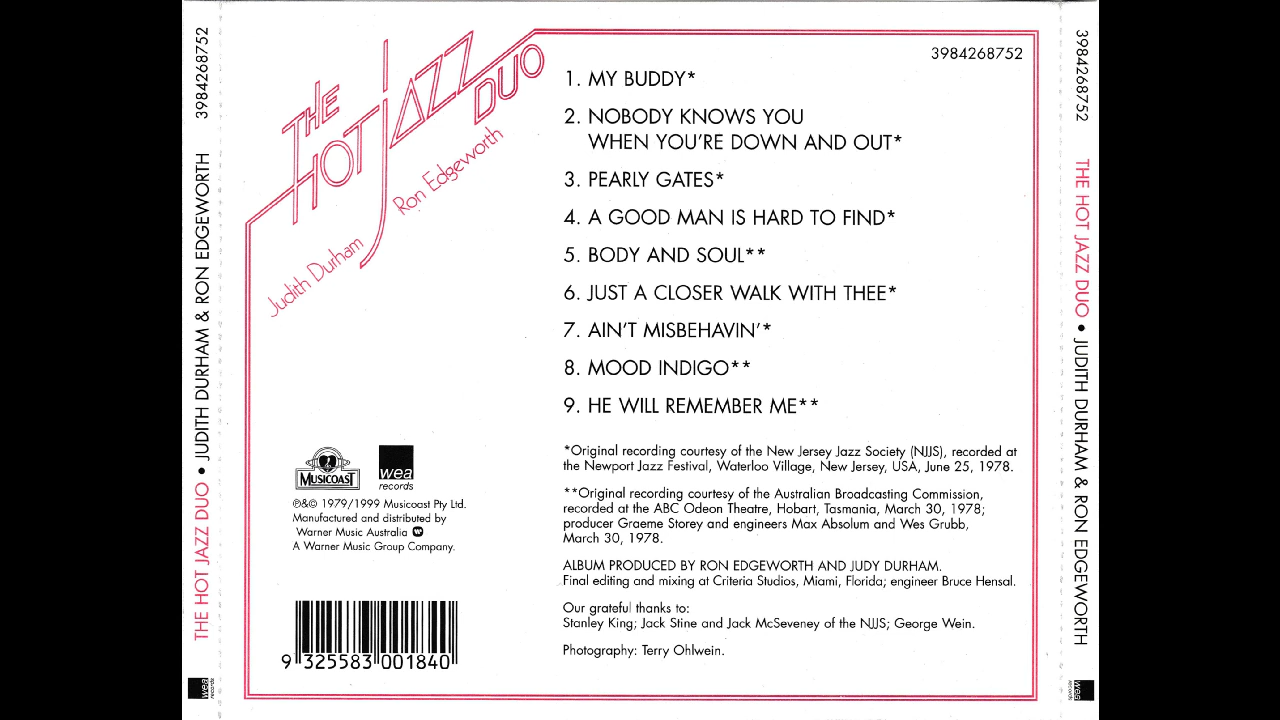 3984268752
THE HOT JAZZ DUO • JUDITH DURHAM & RON EDGEWORTH
wea
records
THE
HOT JAZZ
DUO
Judith Durham
Ron Edgeworth
3984268752
1. MY BUDDY*
2. NOBODY KNOWS YOU
WHEN YOU'RE DOWN AND OUT*
3. PEARLY GATES*
4. A GOOD MAN IS HARD TO FIND*
5. BODY AND SOUL**
6. JUST A CLOSER WALK WITH THEE*
7. AIN'T MISBEHAVIN'*
8. MOOD INDIGO**
9. HE WILL REMEMBER ME**
MUSICOAST
wea
records
℗&© 1979/1999 Musicoast Pty Ltd.
Manufactured and distributed by
Warner Music Australia
A Warner Music Group Company.
9 325583 001840
*Original recording courtesy of the New Jersey Jazz Society (NJJS), recorded at
the Newport Jazz Festival, Waterloo Village, New Jersey, USA, June 25, 1978.
**Original recording courtesy of the Australian Broadcasting Commission,
recorded at the ABC Odeon Theatre, Hobart, Tasmania, March 30, 1978;
producer Graeme Storey and engineers Max Absolum and Wes Grubb,
March 30, 1978.
ALBUM PRODUCED BY RON EDGEWORTH AND JUDY DURHAM.
Final editing and mixing at Criteria Studios, Miami, Florida; engineer Bruce Hensal.
Our grateful thanks to:
Stanley King; Jack Stine and Jack McSeveney of the NJJS; George Wein.
Photography: Terry Ohlwein.
3984268752
THE HOT JAZZ DUO • JUDITH DURHAM & RON EDGEWORTH
wea
records